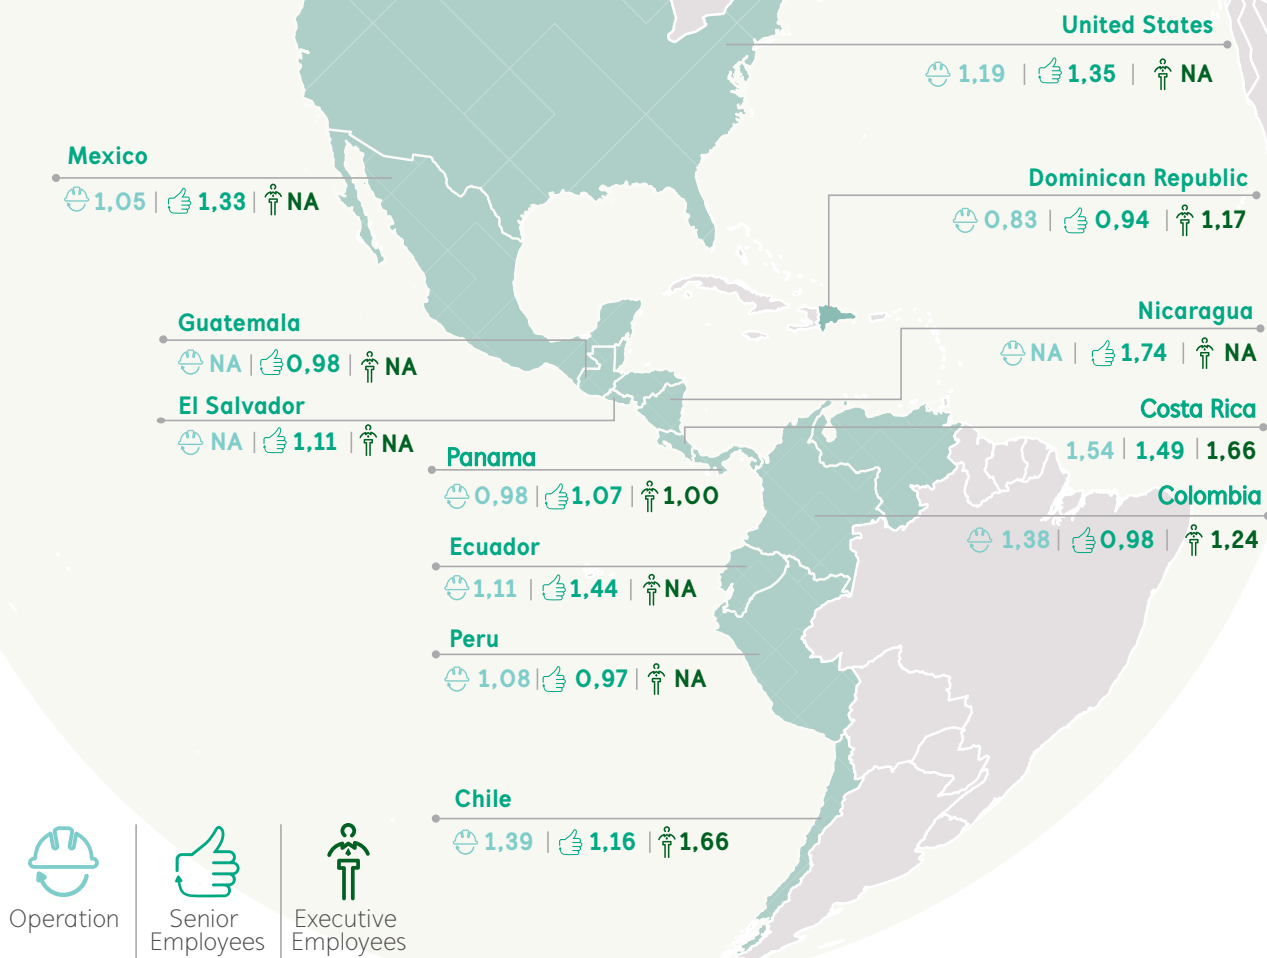 United States
1,19 | 1,35 | NA
Mexico
1,05 | 1,33 | NA
Dominican Republic
0,83 | 0,94 | 1,17
Guatemala
NA | 0,98 | NA
Nicaragua
NA | 1,74 | NA
El Salvador
NA | 1,11 | NA
Costa Rica
1,54 | 1,49 | 1,66
Panama
0,98 | 1,07 | 1,00
Colombia
1,38 | 0,98 | 1,24
Ecuador
1,11 | 1,44 | NA
Peru
1,08 | 0,97 | NA
Chile
1,39 | 1,16 | 1,66
Operation
Senior
Employees
Executive
Employees